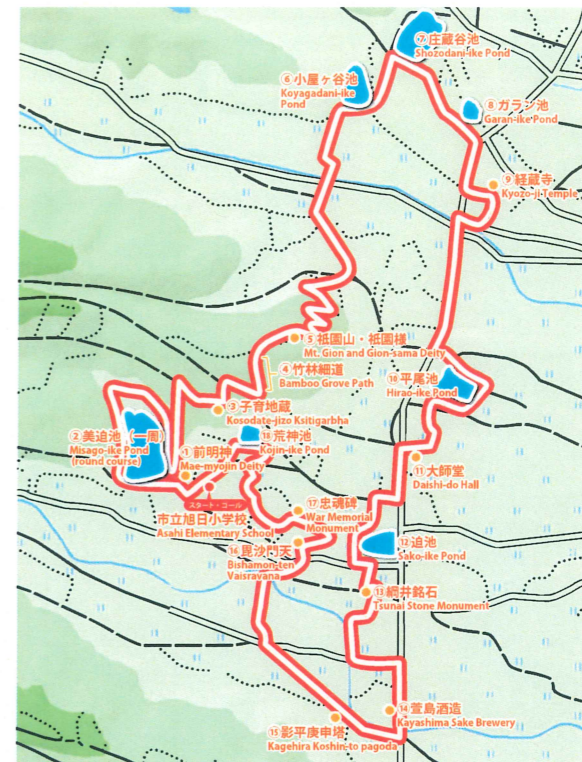 ⑦庄蔵谷池
Shozodani-ike Pond
⑥小屋ヶ谷池
Koyagadani-ike
Pond
⑧ガラン池
Garan-ike Pond
⑨経蔵寺
Kyozo-ji Temple
⑤祗園山・祗園様
Mt. Gion and Gion-sama Deity
④竹林細道
Bamboo Grove Path
⑩平尾池
Hirao-ike Pond
③子育地蔵
Kosodate-jizo Ksitigarbha
②美迫池（一周）
Misago-ike Pond
(round course)
⑱荒神池
Kojin-ike Pond
①前明神
Mae-myojin Deity
⑪大師堂
Daishi-do Hall
スタート・ゴール
市立旭日小学校
Asahi Elementary School
⑰忠魂碑
War Memorial
Monument
⑯毘沙門天
Bishamon-ten
Vaisravana
⑫迫池
Sako-ike Pond
⑬綱井銘石
Tsunai Stone Monument
⑭萱島酒造
Kayashima Sake Brewery
⑮影平庚申塔
Kagehira Koshin-to pagoda